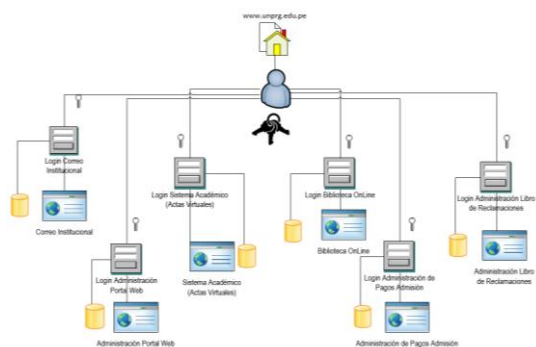 www.unprg.edu.pe
Login Correo
Institucional
Correo Institucional
Login Administración
Portal Web
Administración Portal Web
Login Sistema Académico
(Actas Virtuales)
Sistema Académico
(Actas Virtuales)
Login Biblioteca OnLine
Biblioteca OnLine
Login Administración de
Pagos Admisión
Administración de Pagos Admisión
Login Administración Libro
de Reclamaciones
Administración Libro
de Reclamaciones